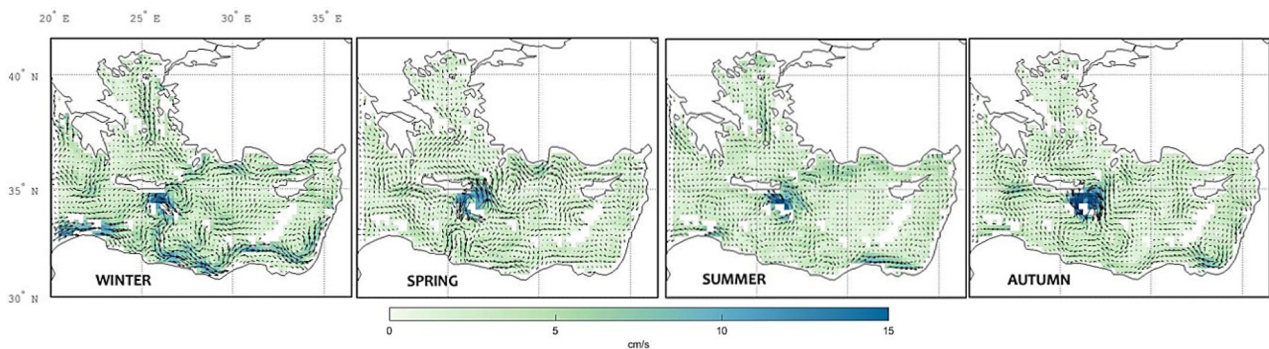 20° E 25° E 30° E 35° E
40° N
35° N
30° N
WINTER SPRING SUMMER AUTUMN
0 5 10 15
cm/s